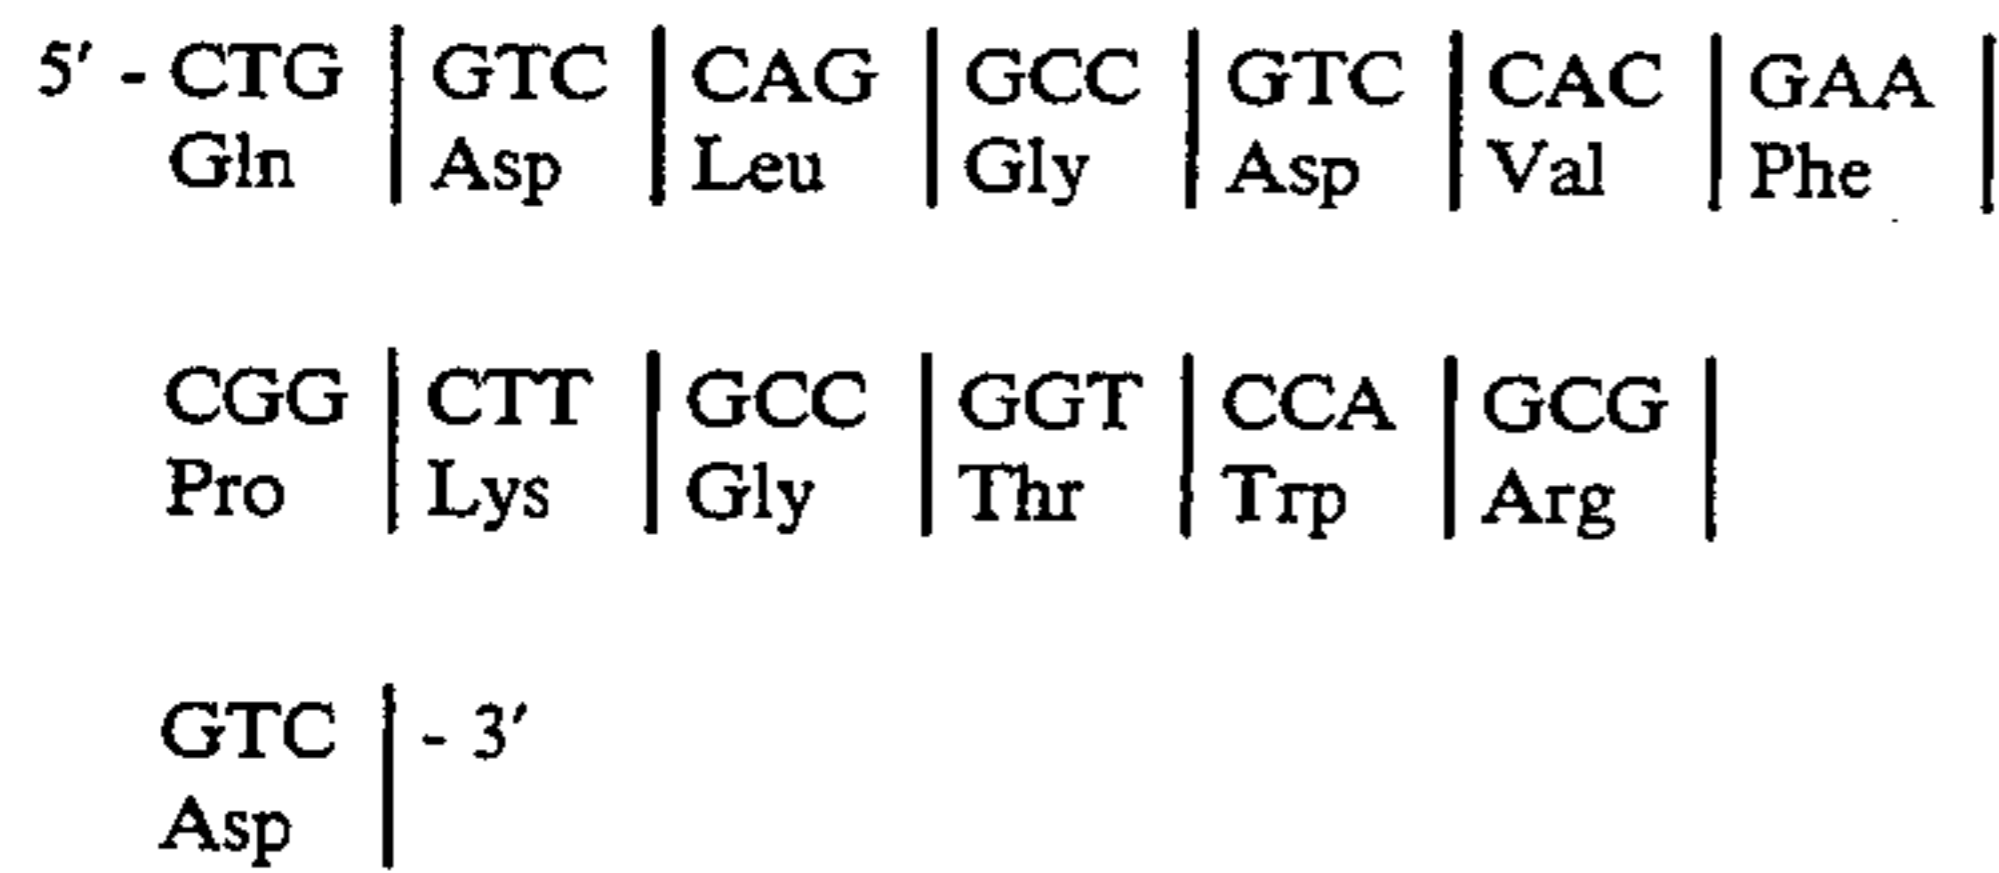 5' - CTG | GTC | CAG | GCC | GTC | CAC | GAA |
Gln | Asp | Leu | Gly | Asp | Val | Phe |
CGG | CTT | GCC | GGT | CCA | GCG |
Pro | Lys | Gly | Thr | Trp | Arg |
GTC | - 3'
Asp |